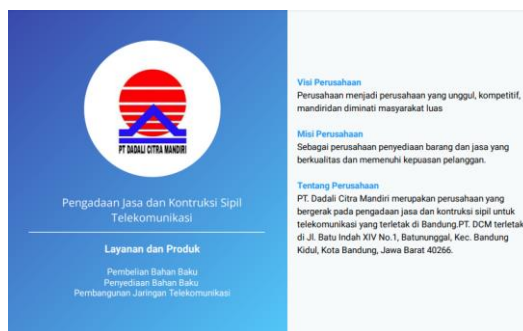 PT DADALI CITRA MANDIRI
Pengadaan Jasa dan Kontruksi Sipil
Telekomunikasi
Layanan dan Produk
Pembelian Bahan Baku
Penyediaan Bahan Baku
Pembangunan Jaringan Telekomunikasi
Visi Perusahaan
Perusahaan menjadi perusahaan yang unggul, kompetitif,
mandiridan diminati masyarakat luas
Misi Perusahaan
Sebagai perusahaan penyediaan barang dan jasa yang
berkualitas dan memenuhi kepuasan pelanggan.
Tentang Perusahaan
PT. Dadali Citra Mandiri merupakan perusahaan yang
bergerak pada pengadaan jasa dan kontruksi sipil untuk
telekomunikasi yang terletak di Bandung.PT. DCM terletak
di Jl. Batu Indah XIV No.1, Batununggal, Kec. Bandung
Kidul, Kota Bandung, Jawa Barat 40266.